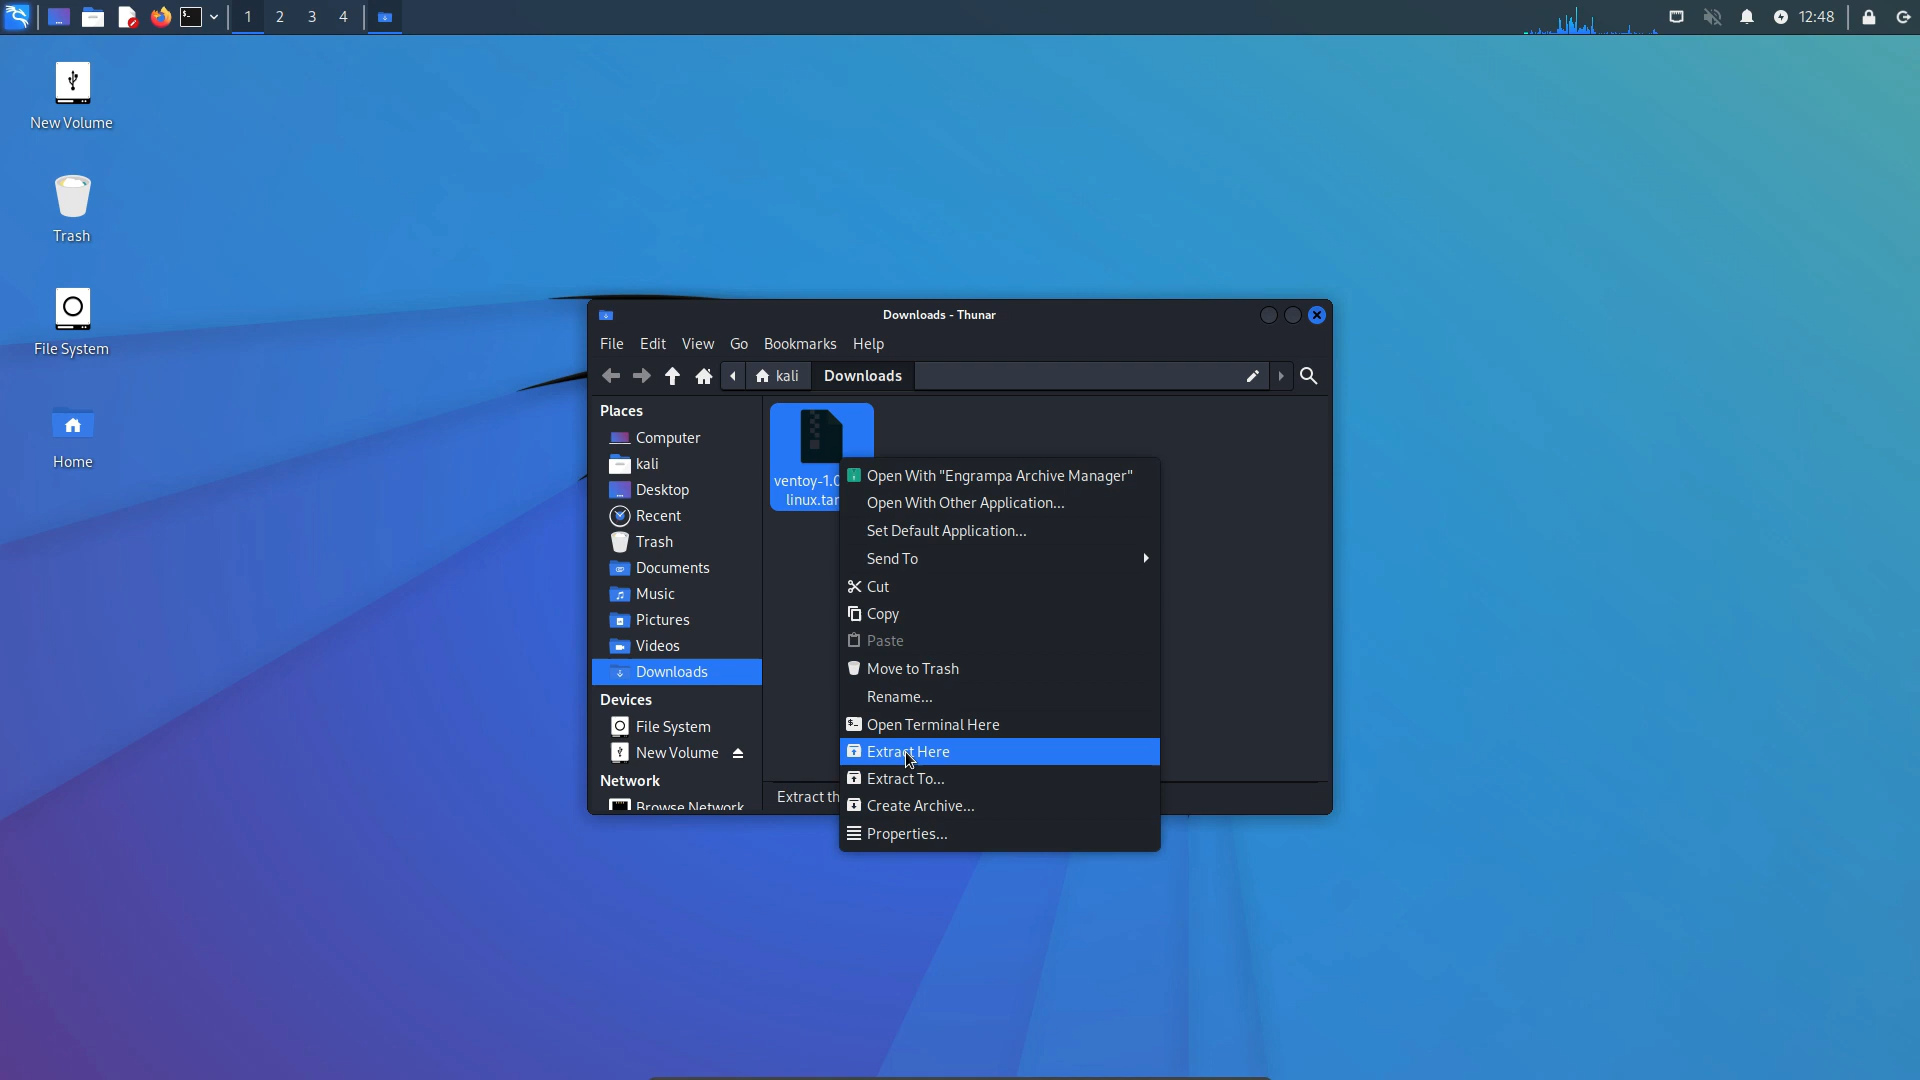 1 2 3 4
12:48
New Volume
Trash
File System
Home
Downloads - Thunar
File Edit View Go Bookmarks Help
kali Downloads
Places
Computer
kali
Desktop
Recent
Trash
Documents
Music
Pictures
Videos
Downloads
Devices
File System
New Volume
Network
Browse Network
ventoy-1.0
linux.tar
Open With "Engrampa Archive Manager"
Open With Other Application...
Set Default Application...
Send To
Cut
Copy
Paste
Move to Trash
Rename...
Open Terminal Here
Extract Here
Extract To...
Create Archive...
Properties...
Extract th